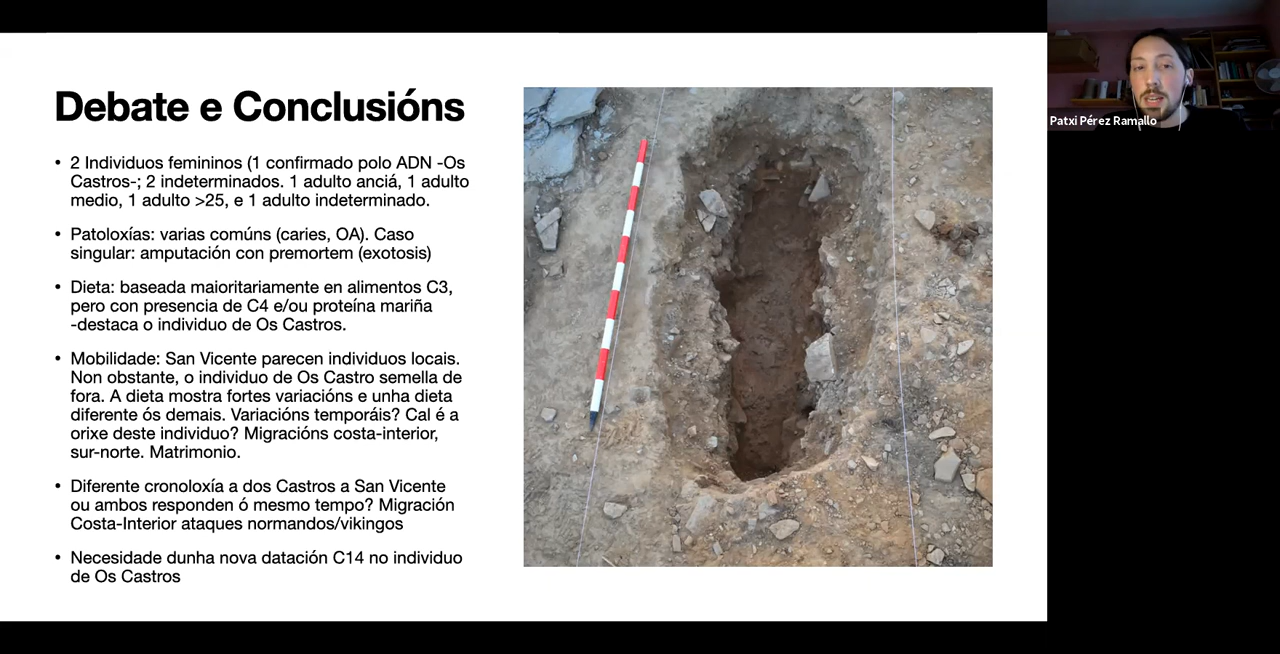 Debate e Conclusións
• 2 Individuos femininos (1 confirmado polo ADN -Os
Castros-; 2 indeterminados. 1 adulto anciá, 1 adulto
medio, 1 adulto >25, e 1 adulto indeterminado.
• Patoloxías: varias comúns (caries, OA). Caso
singular: amputación con premortem (exotosis)
• Dieta: baseada maioritariamente en alimentos C3,
pero con presencia de C4 e/ou proteína mariña
-destaca o individuo de Os Castros.
• Mobilidade: San Vicente parecen individuos locais.
Non obstante, o individuo de Os Castro semella de
fora. A dieta mostra fortes variacións e unha dieta
diferente ós demais. Variacións temporáis? Cal é a
orixe deste individuo? Migracións costa-interior,
sur-norte. Matrimonio.
• Diferente cronoloxía a dos Castros a San Vicente
ou ambos responden ó mesmo tempo? Migración
Costa-Interior ataques normandos/vikingos
• Necesidade dunha nova datación C14 no individuo
de Os Castros
Patxi Pérez Ramallo